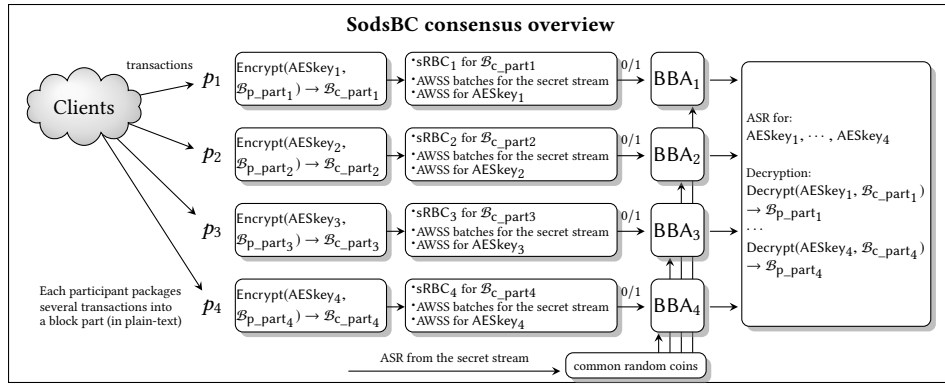 SodsBC consensus overview
Clients
transactions
p1
Encrypt(AESkey1,
Bp_part1) → Bc_part1
•sRBC1 for Bc_part1
•AWSS batches for the secret stream
•AWSS for AESkey1
0/1
BBA1
p2
Encrypt(AESkey2,
Bp_part2) → Bc_part2
•sRBC2 for Bc_part2
•AWSS batches for the secret stream
•AWSS for AESkey2
0/1
BBA2
p3
Encrypt(AESkey3,
Bp_part3) → Bc_part3
•sRBC3 for Bc_part3
•AWSS batches for the secret stream
•AWSS for AESkey3
0/1
BBA3
p4
Encrypt(AESkey4,
Bp_part4) → Bc_part4
•sRBC4 for Bc_part4
•AWSS batches for the secret stream
•AWSS for AESkey4
0/1
BBA4
ASR for:
AESkey1, ⋯ , AESkey4
Decryption:
Decrypt(AESkey1, Bc_part1)
→ Bp_part1
⋯
Decrypt(AESkey4, Bc_part4)
→ Bp_part4
Each participant packages
several transactions into
a block part (in plain-text)
ASR from the secret stream
common random coins